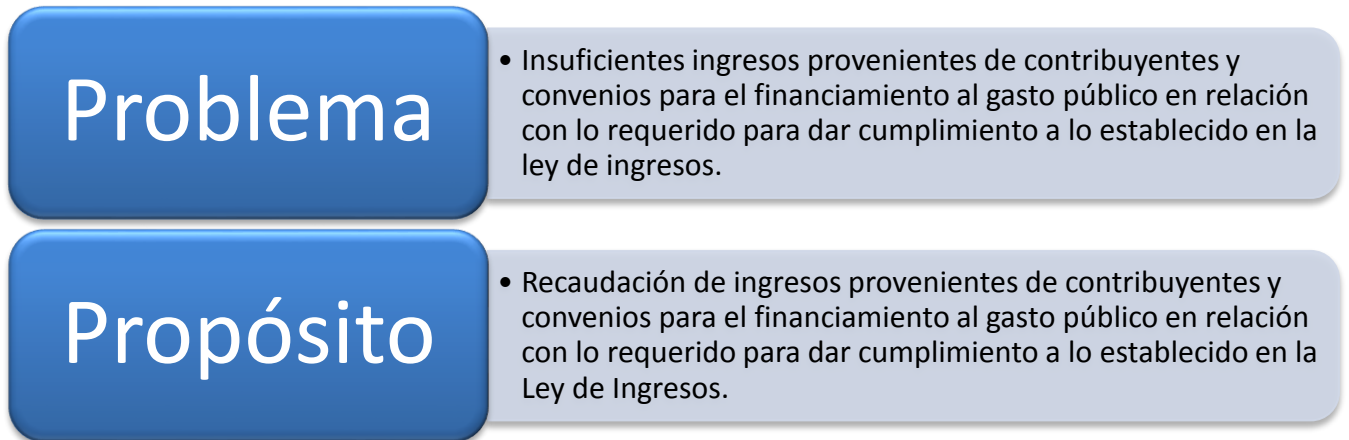 Problema
• Insuficientes ingresos provenientes de contribuyentes y
convenios para el financiamiento al gasto público en relación
con lo requerido para dar cumplimiento a lo establecido en la
ley de ingresos.
Propósito
• Recaudación de ingresos provenientes de contribuyentes y
convenios para el financiamiento al gasto público en relación
con lo requerido para dar cumplimiento a lo establecido en la
Ley de Ingresos.